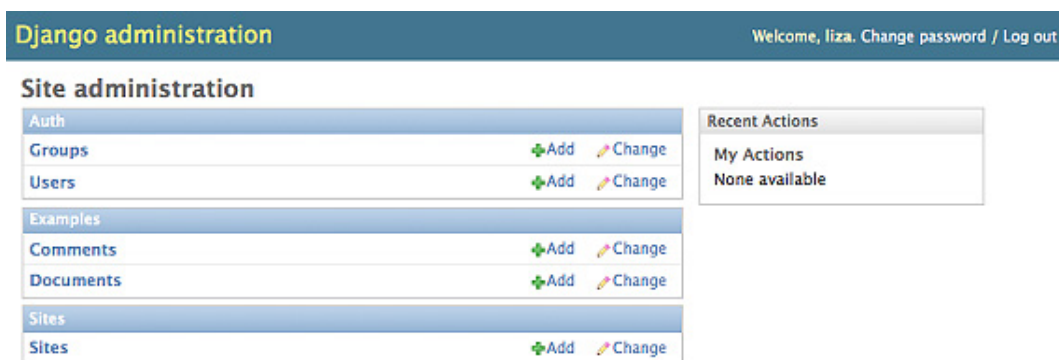 Django administration
Welcome, liza. Change password / Log out
Site administration
Auth
Groups Add Change
Users Add Change
Examples
Comments Add Change
Documents Add Change
Sites
Sites Add Change
Recent Actions
My Actions
None available